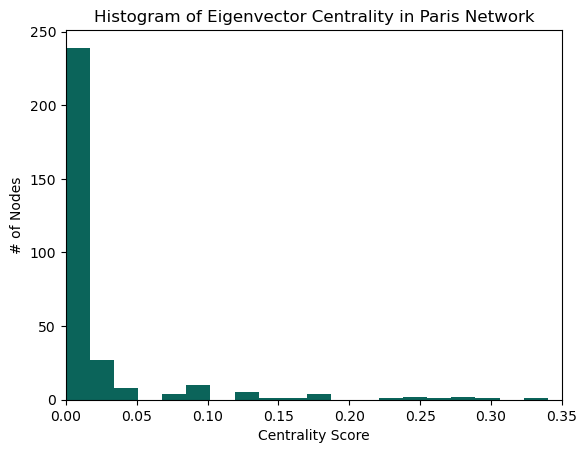 Histogram of Eigenvector Centrality in Paris Network
250
200
150
100
50
0
# of Nodes
0.00 0.05 0.10 0.15 0.20 0.25 0.30 0.35
Centrality Score